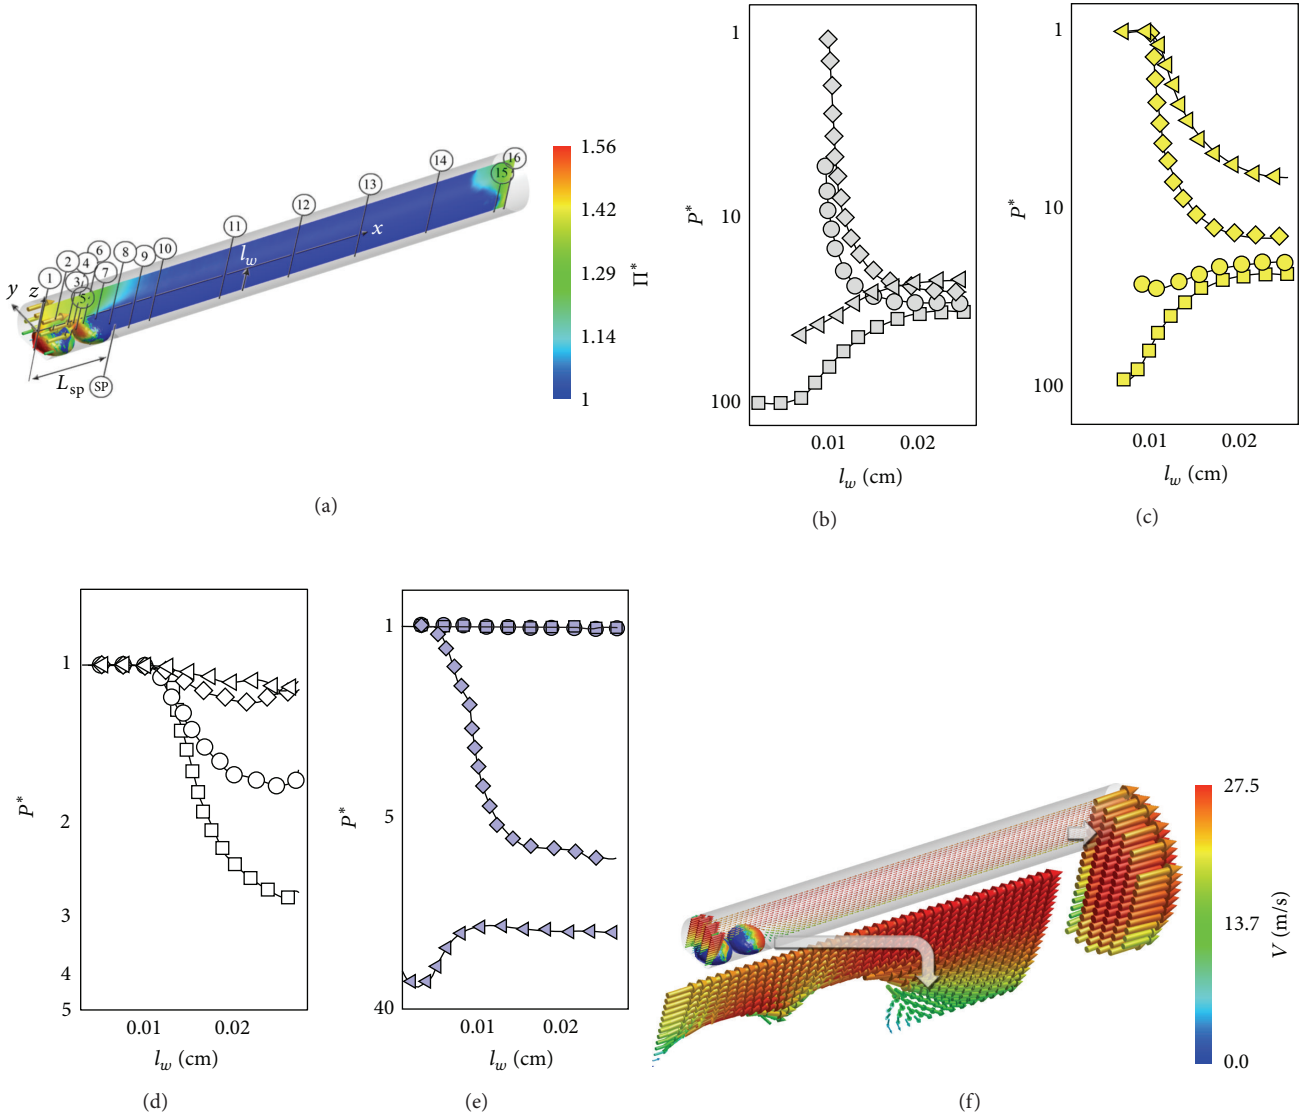 1.56
1.42
1.29
1.14
1
Π*
1
2
3
4
5
6
7
8
9
10
11
12
13
14
15
16
SP
x
y
z
l_w
L_sp
(a)
1
10
100
P*
0.01 0.02
l_w (cm)
(b)
1
10
100
P*
0.01 0.02
l_w (cm)
(c)
1
2
3
4
5
P*
0.01 0.02
l_w (cm)
(d)
1
5
40
P*
0.01 0.02
l_w (cm)
(e)
27.5
13.7
0.0
V (m/s)
(f)